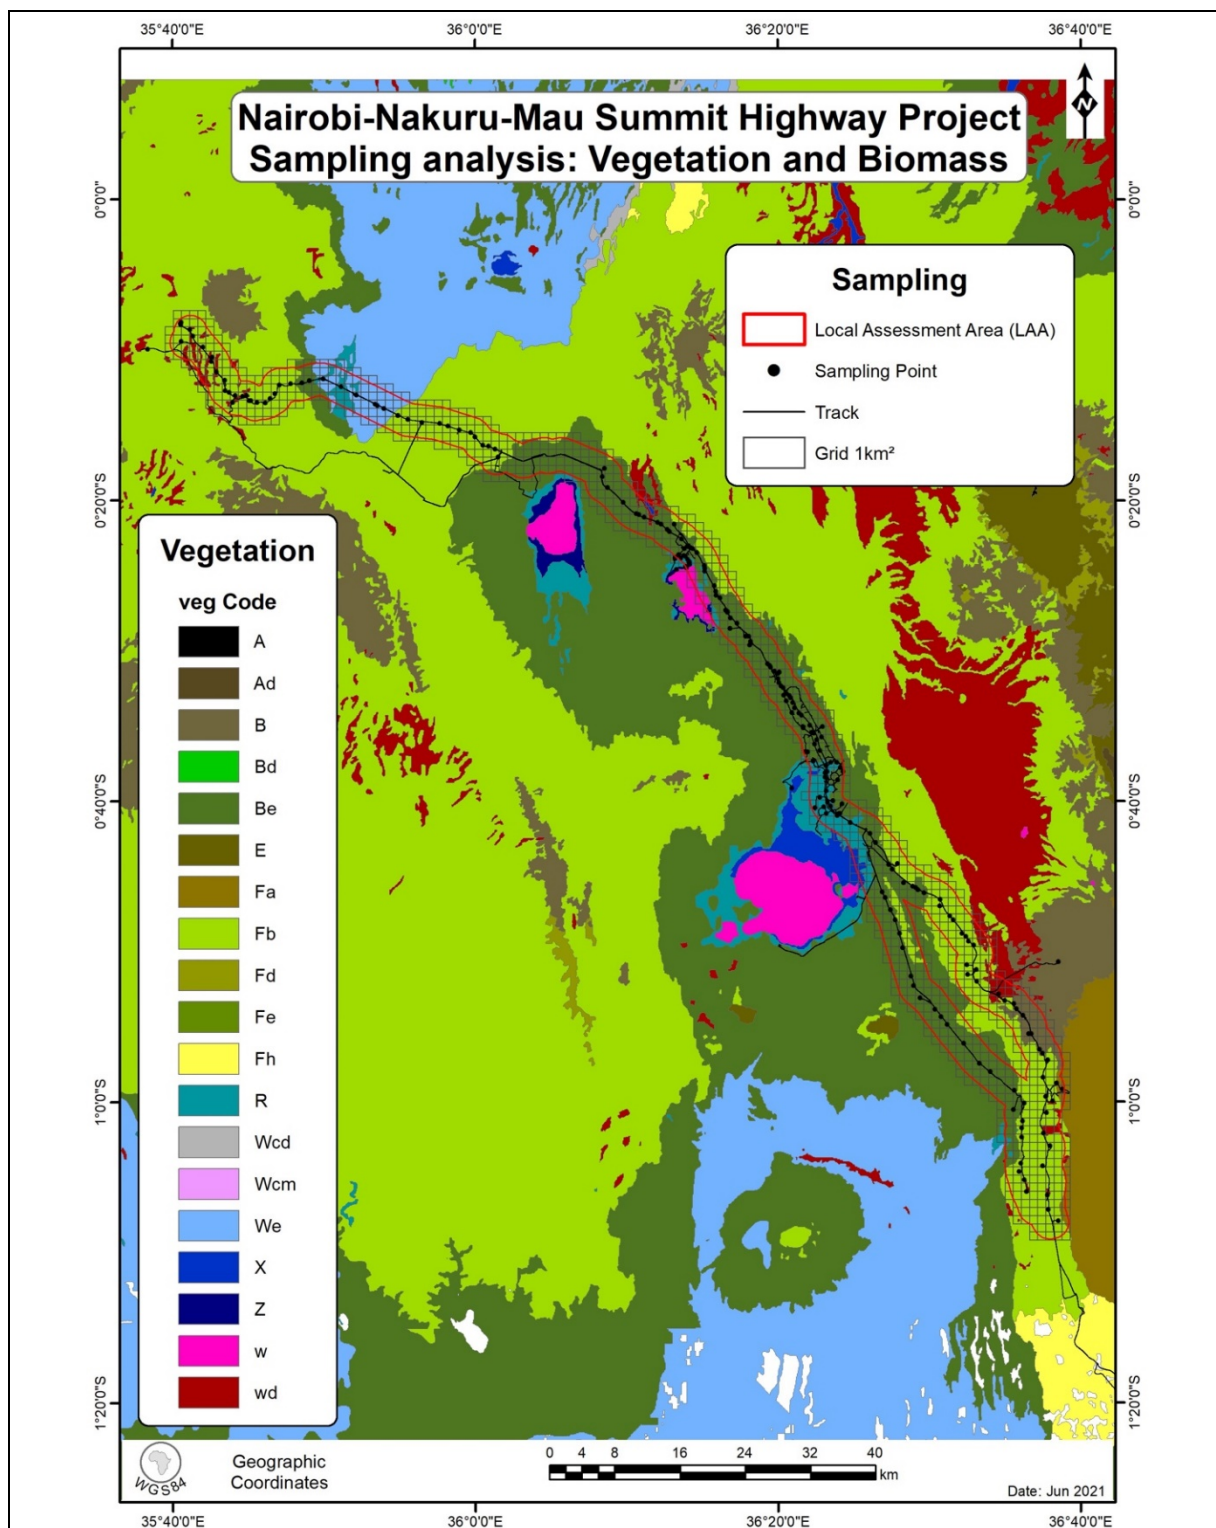 35°40'0"E 36°0'0"E 36°20'0"E 36°40'0"E
Nairobi-Nakuru-Mau Summit Highway Project
Sampling analysis: Vegetation and Biomass
N
0°0'0" 0°0'0"
Sampling
Local Assessment Area (LAA)
Sampling Point
Track
Grid 1km²
0°20'0"S 0°20'0"S
Vegetation
veg Code
A
Ad
B
Bd
Be
E
Fa
Fb
Fd
Fe
Fh
R
Wcd
Wcm
We
X
Z
w
wd
0°40'0"S 0°40'0"S
1°0'0"S 1°0'0"S
1°20'0"S 1°20'0"S
WGS84
Geographic
Coordinates
0 4 8 16 24 32 40
km
Date: Jun 2021
35°40'0"E 36°0'0"E 36°20'0"E 36°40'0"E